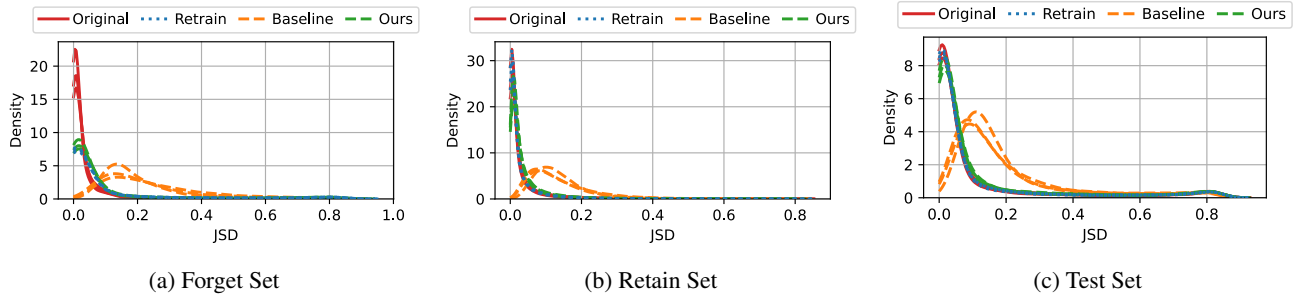 Original Retrain Baseline Ours
Density
20
15
10
5
0
0.0 0.2 0.4 0.6 0.8 1.0
JSD
(a) Forget Set
Original Retrain Baseline Ours
Density
30
20
10
0
0.0 0.2 0.4 0.6 0.8
JSD
(b) Retain Set
Original Retrain Baseline Ours
Density
8
6
4
2
0
0.0 0.2 0.4 0.6 0.8
JSD
(c) Test Set